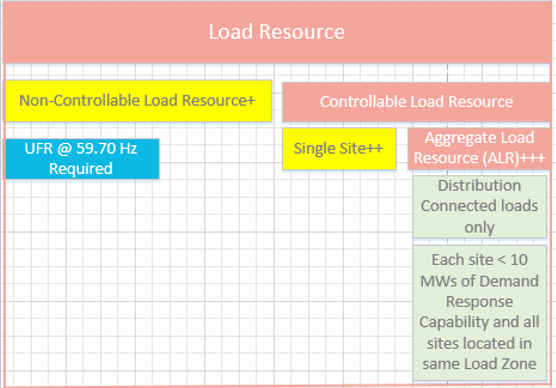 Load Resource
Non-Controllable Load Resource+
Controllable Load Resource
UFR @ 59.70 Hz
Required
Single Site++
Aggregate Load
Resource (ALR)+++
Distribution
Connected loads
only
Each site < 10
MWs of Demand
Response
Capability and all
sites located in
same Load Zone